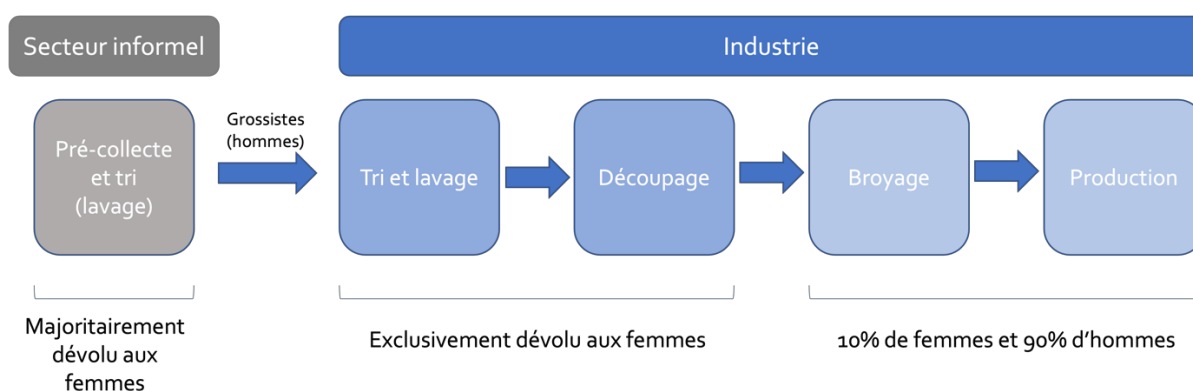 Secteur informel
Industrie
Grossistes
(hommes)
Pré-collecte
et tri
(lavage)
Tri et lavage
Découpage
Broyage
Production
Majoritairement
dévolu aux
femmes
Exclusivement dévolu aux femmes
10% de femmes et 90% d'hommes